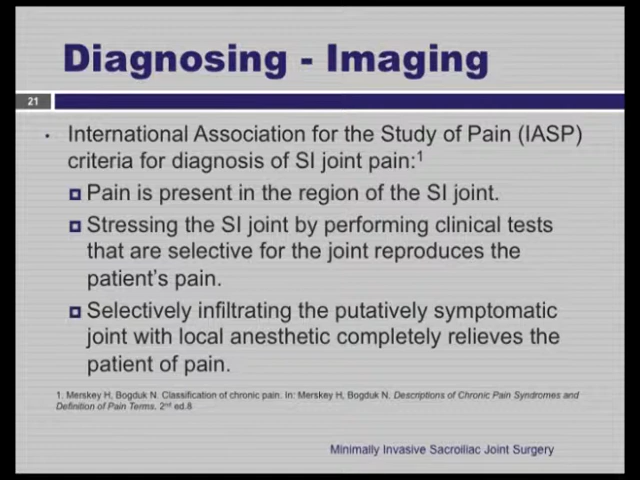 Diagnosing - Imaging
21
• International Association for the Study of Pain (IASP)
criteria for diagnosis of SI joint pain:1
Pain is present in the region of the SI joint.
Stressing the SI joint by performing clinical tests
that are selective for the joint reproduces the
patient's pain.
Selectively infiltrating the putatively symptomatic
joint with local anesthetic completely relieves the
patient of pain.
1. Merskey H, Bogduk N. Classification of chronic pain. In: Merskey H, Bogduk N. Descriptions of Chronic Pain Syndromes and
Definition of Pain Terms. 2nd ed.8
Minimally Invasive Sacroiliac Joint Surgery